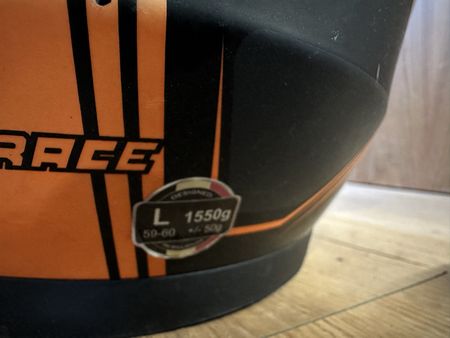 RACE
DESIGNED
L 1550g
59-60 +/- 50g